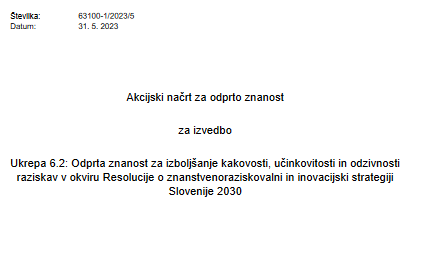 Številka: 63100-1/2023/5
Datum: 31. 5. 2023
Akcijski načrt za odprto znanost
za izvedbo
Ukrepa 6.2: Odprta znanost za izboljšanje kakovosti, učinkovitosti in odzivnosti
raziskav v okviru Resolucije o znanstvenoraziskovalni in inovacijski strategiji
Slovenije 2030